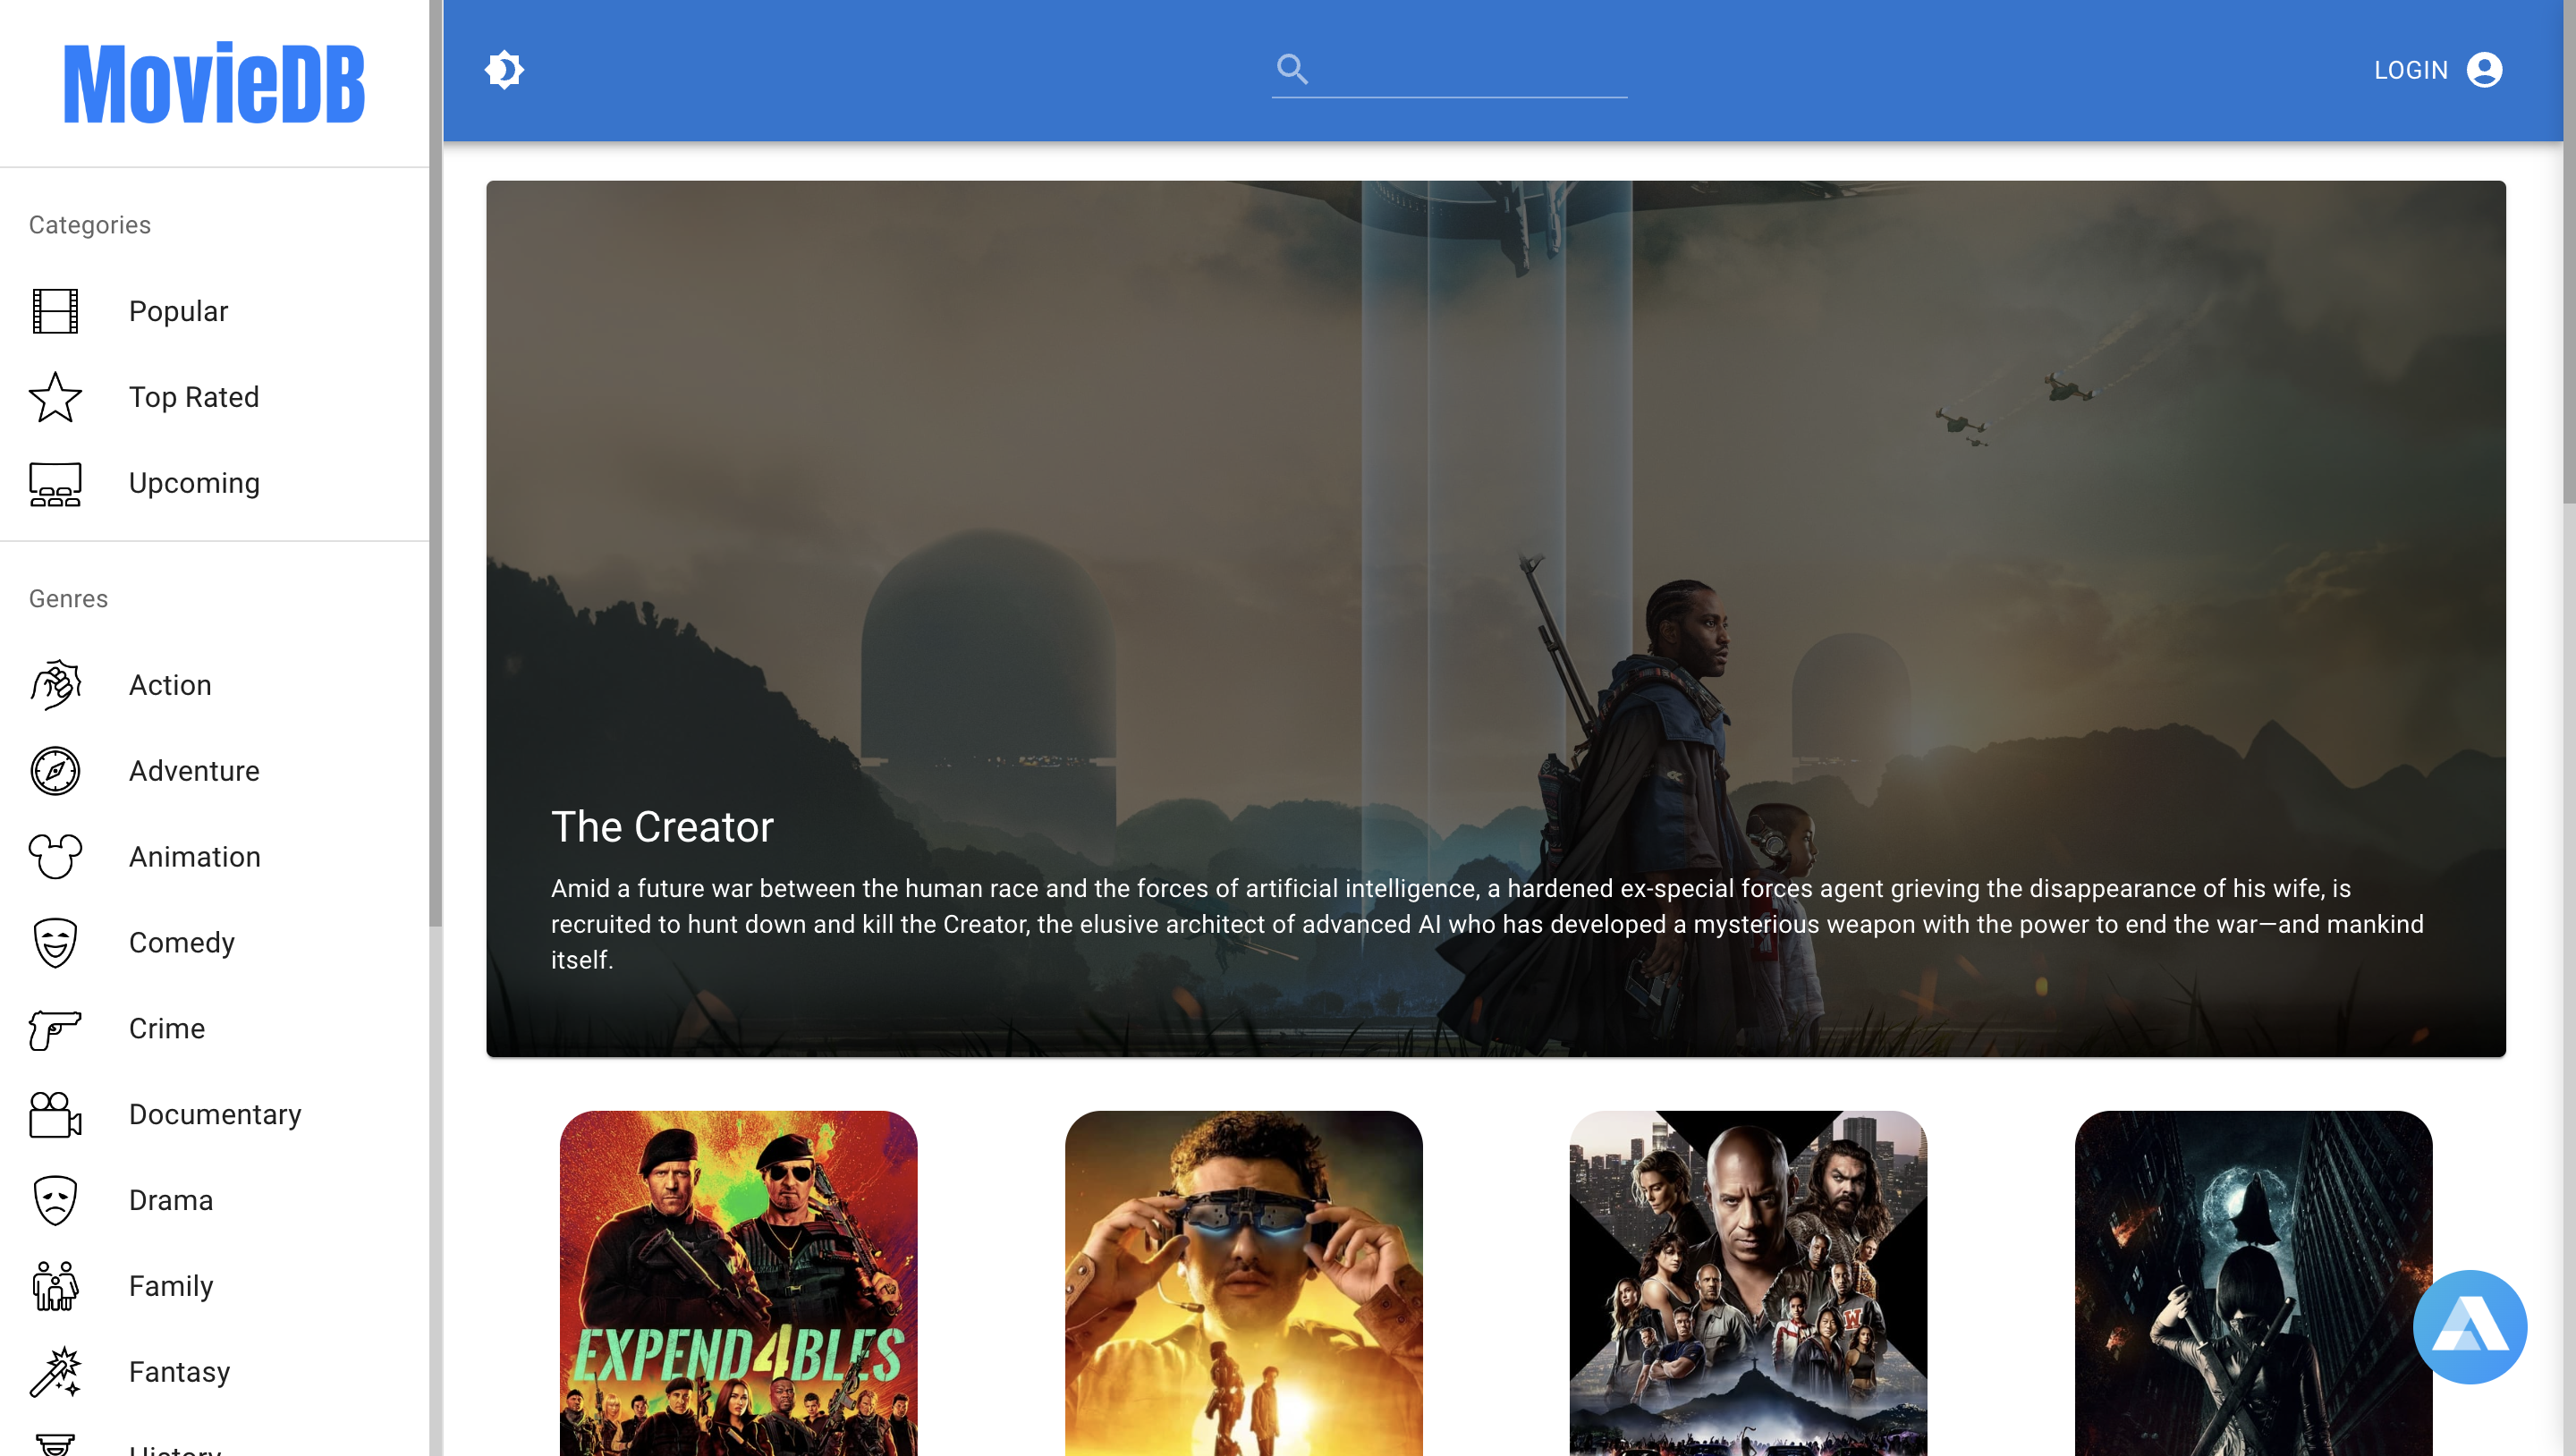 MovieDB
LOGIN
Categories
Popular
Top Rated
Upcoming
Genres
Action
Adventure
Animation
Comedy
Crime
Documentary
Drama
Family
Fantasy
History
The Creator
Amid a future war between the human race and the forces of artificial intelligence, a hardened ex-special forces agent grieving the disappearance of his wife, is
recruited to hunt down and kill the Creator, the elusive architect of advanced AI who has developed a mysterious weapon with the power to end the war—and mankind
itself.
EXPEND4BLES
W